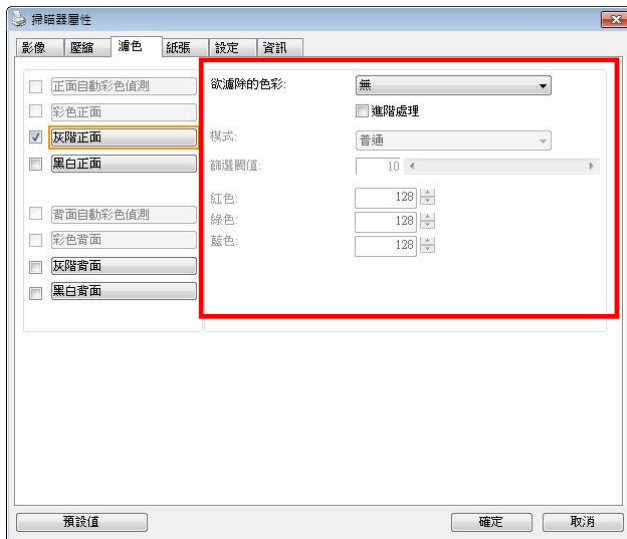 掃瞄器屬性
影像 壓縮 濾色 紙張 設定 資訊
正面自動彩色偵測
彩色正面
灰階正面
黑白正面
背面自動彩色偵測
彩色背面
灰階背面
黑白背面
欲濾除的色彩: 無
進階處理
模式: 普通
篩選閥值: 10
紅色: 128
綠色: 128
藍色: 128
預設值 確定 取消